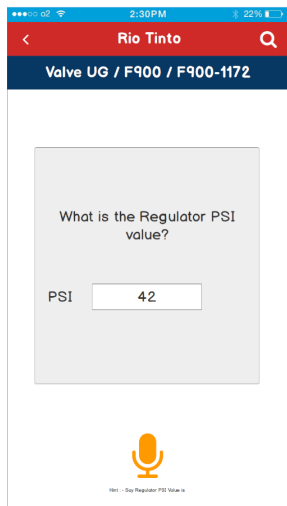 o2 2:30PM 22%
Rio Tinto
Valve UG / F900 / F900-1172
What is the Regulator PSI
value?
PSI 42
Hint : - Say Regulator PSI Value is